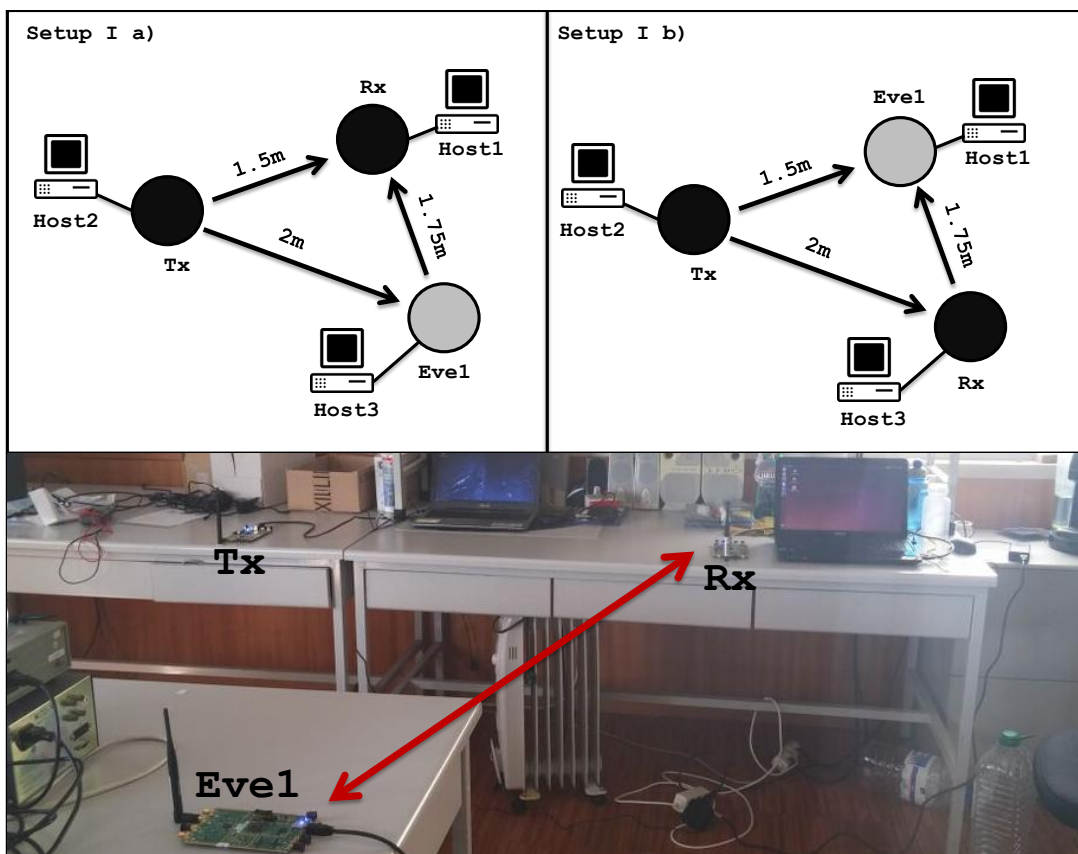 Setup I a)
Rx
Host1
1.5m
Host2
Tx
2m
1.75m
Eve1
Host3
Setup I b)
Eve1
Host1
1.5m
Host2
Tx
2m
1.75m
Rx
Host3
XILI
Tx
Rx
Eve1